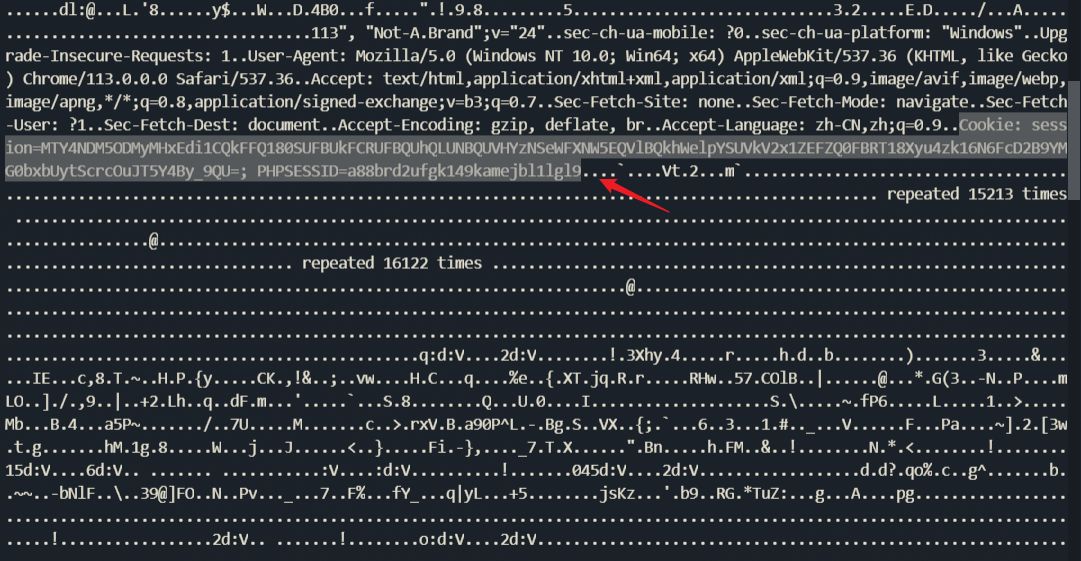 ......dl:@...L.'8......y$...W...D.4B0...f.....".!.9.8..........5...............................3.2.....E.D...../...A......
...................................113", "Not-A.Brand";v="24"..sec-ch-ua-mobile: ?0..sec-ch-ua-platform: "Windows"..Upg
rade-Insecure-Requests: 1..User-Agent: Mozilla/5.0 (Windows NT 10.0; Win64; x64) AppleWebKit/537.36 (KHTML, like Gecko
) Chrome/113.0.0.0 Safari/537.36..Accept: text/html,application/xhtml+xml,application/xml;q=0.9,image/avif,image/webp,
image/apng,*/*;q=0.8,application/signed-exchange;v=b3;q=0.7..Sec-Fetch-Site: none..Sec-Fetch-Mode: navigate..Sec-Fetch
-User: ?1..Sec-Fetch-Dest: document..Accept-Encoding: gzip, deflate, br..Accept-Language: zh-CN,zh;q=0.9..Cookie: sess
ion=MTY4NDM5ODMyMHxEdi1CQkFFQ180SUFBUkFCRUFBQUhQLUNBQUVHYzNSeWFXNW5EQVlBQkhWelpYSUVkV2x1ZEFZQ0FBRT18Xyu4zk16N6FcD2B9YM
G0bxbUytScrcOuJT5Y4By_9QU=; PHPSESSID=a88brd2ufgk149kamejbl1lgl9....`....Vt.2...m`.....................................
.................................................................................................. repeated 15213 times
......................................................................................................................
................@.....................................................................................................
................................ repeated 16122 times .................................................................
......................................................................@...............................................
......................................................................................................................
......................................................................................................................
..............................................q:d:V....2d:V........!.3Xhy.4.....r.....h.d..b........).......3.....&....
....IE...c,8.T.~..H.P.{y.....CK.,!&..;..vw....H.C...q....%e..{.XT.jq.R.r.....RHw..57.COlB..|......@...*.G(3..-N..P....m
LO..]./.,9..|..+2.Lh..q..dF.m...'.....`...S.8........Q...U.0....I....................S.\.....~.fP6.....L.....1..>.....
Mb...B.4...a5P~......./..7U.....M.......c..>.rxV.B.a90P^L.-.Bg.S..VX..{;.`...6..3...1.#.._...V.....F...Pa....~].2.[3w
.t.g.......hM.1g.8.....W...j...J......<..}.....Fi.-},...._7.T.X......".Bn.....h.FM..&..!........N.*.<........!........
15d:V....6d:V.. ....... ..........:V....:d:V..........!.......045d:V....2d:V..................d.d?.qo%.c..g^.......b.
.~~..-bNlF..\..39@]FO..N..Pv..._...7..F%...fY_...q|yL...+5........jsKz...'.b9..RG.*TuZ:...g...A....pg.................
......................................................................................................................
.....!.................2d:V.. .......!........o:d:V....2d:V...........................................................